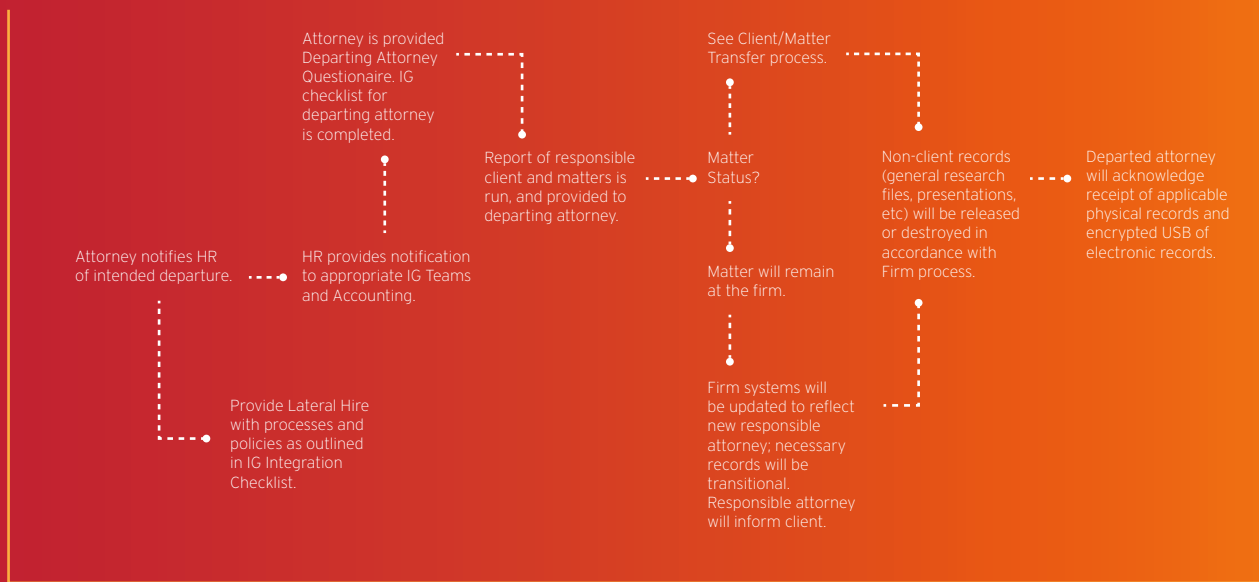 Attorney notifies HR
of intended departure.
Provide Lateral Hire
with processes and
policies as outlined
in IG Integration
Checklist.
HR provides notification
to appropriate IG Teams
and Accounting.
Attorney is provided
Departing Attorney
Questionaire. IG
checklist for
departing attorney
is completed.
Report of responsible
client and matters is
run, and provided to
departing attorney.
Matter
Status?
See Client/Matter
Transfer process.
Matter will remain
at the firm.
Firm systems will
be updated to reflect
new responsible
attorney; necessary
records will be
transitional.
Responsible attorney
will inform client.
Non-client records
(general research
files, presentations,
etc) will be released
or destroyed in
accordance with
Firm process.
Departed attorney
will acknowledge
receipt of applicable
physical records and
encrypted USB of
electronic records.